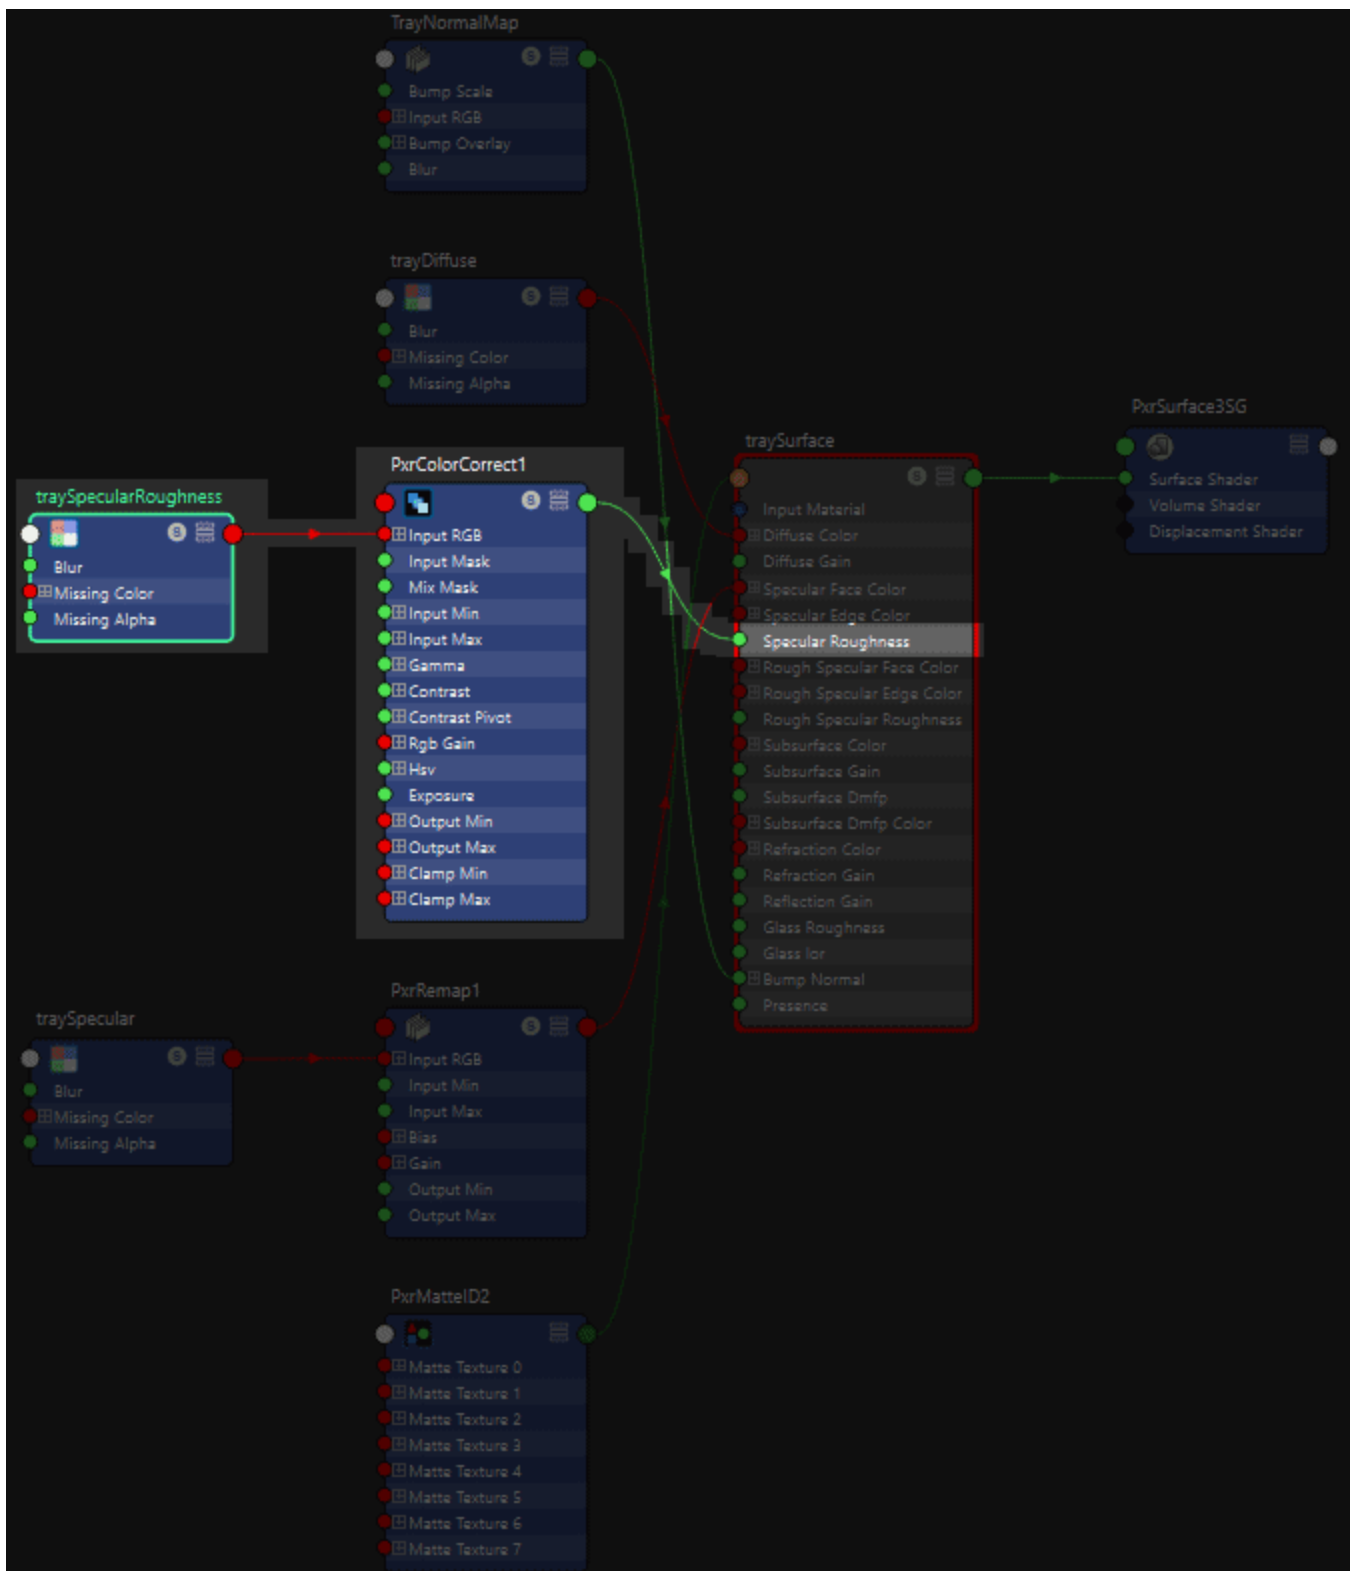 TrayNormalMap
S
Bump Scale
Input RGB
Bump Overlay
Blur
trayDiffuse
S
Blur
Missing Color
Missing Alpha
traySpecularRoughness
S
Blur
Missing Color
Missing Alpha
PxrColorCorrect1
S
Input RGB
Input Mask
Mix Mask
Input Min
Input Max
Gamma
Contrast
Contrast Pivot
Rgb Gain
Hsv
Exposure
Output Min
Output Max
Clamp Min
Clamp Max
traySurface
S
Input Material
Diffuse Color
Diffuse Gain
Specular Face Color
Specular Edge Color
Specular Roughness
Rough Specular Face Color
Rough Specular Edge Color
Rough Specular Roughness
Subsurface Color
Subsurface Gain
Subsurface Dmfp
Subsurface Dmfp Color
Refraction Color
Refraction Gain
Reflection Gain
Glass Roughness
Glass Ior
Bump Normal
Presence
PxrSurface3SG
Surface Shader
Volume Shader
Displacement Shader
traySpecular
S
Blur
Missing Color
Missing Alpha
PxrRemap1
S
Input RGB
Input Min
Input Max
Bias
Gain
Output Min
Output Max
PxrMatteID2
Matte Texture 0
Matte Texture 1
Matte Texture 2
Matte Texture 3
Matte Texture 4
Matte Texture 5
Matte Texture 6
Matte Texture 7